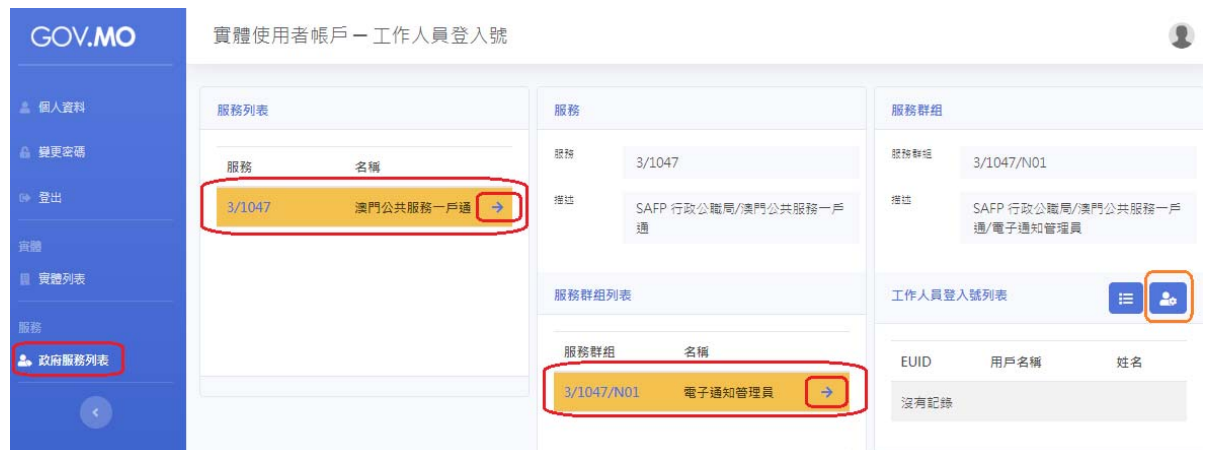 GOV.MO
實體使用者帳戶 — 工作人員登入號
個人資料
變更密碼
登出
實體
實體列表
服務
政府服務列表
服務列表
服務 名稱
3/1047 澳門公共服務一戶通
服務
服務 3/1047
描述 SAFP 行政公職局/澳門公共服務一戶
通
服務群組列表
服務群組 名稱
3/1047/N01 電子通知管理員
服務群組
服務群組 3/1047/N01
描述 SAFP 行政公職局/澳門公共服務一戶
通/電子通知管理員
工作人員登入號列表
EUID 用戶名稱 姓名
沒有記錄